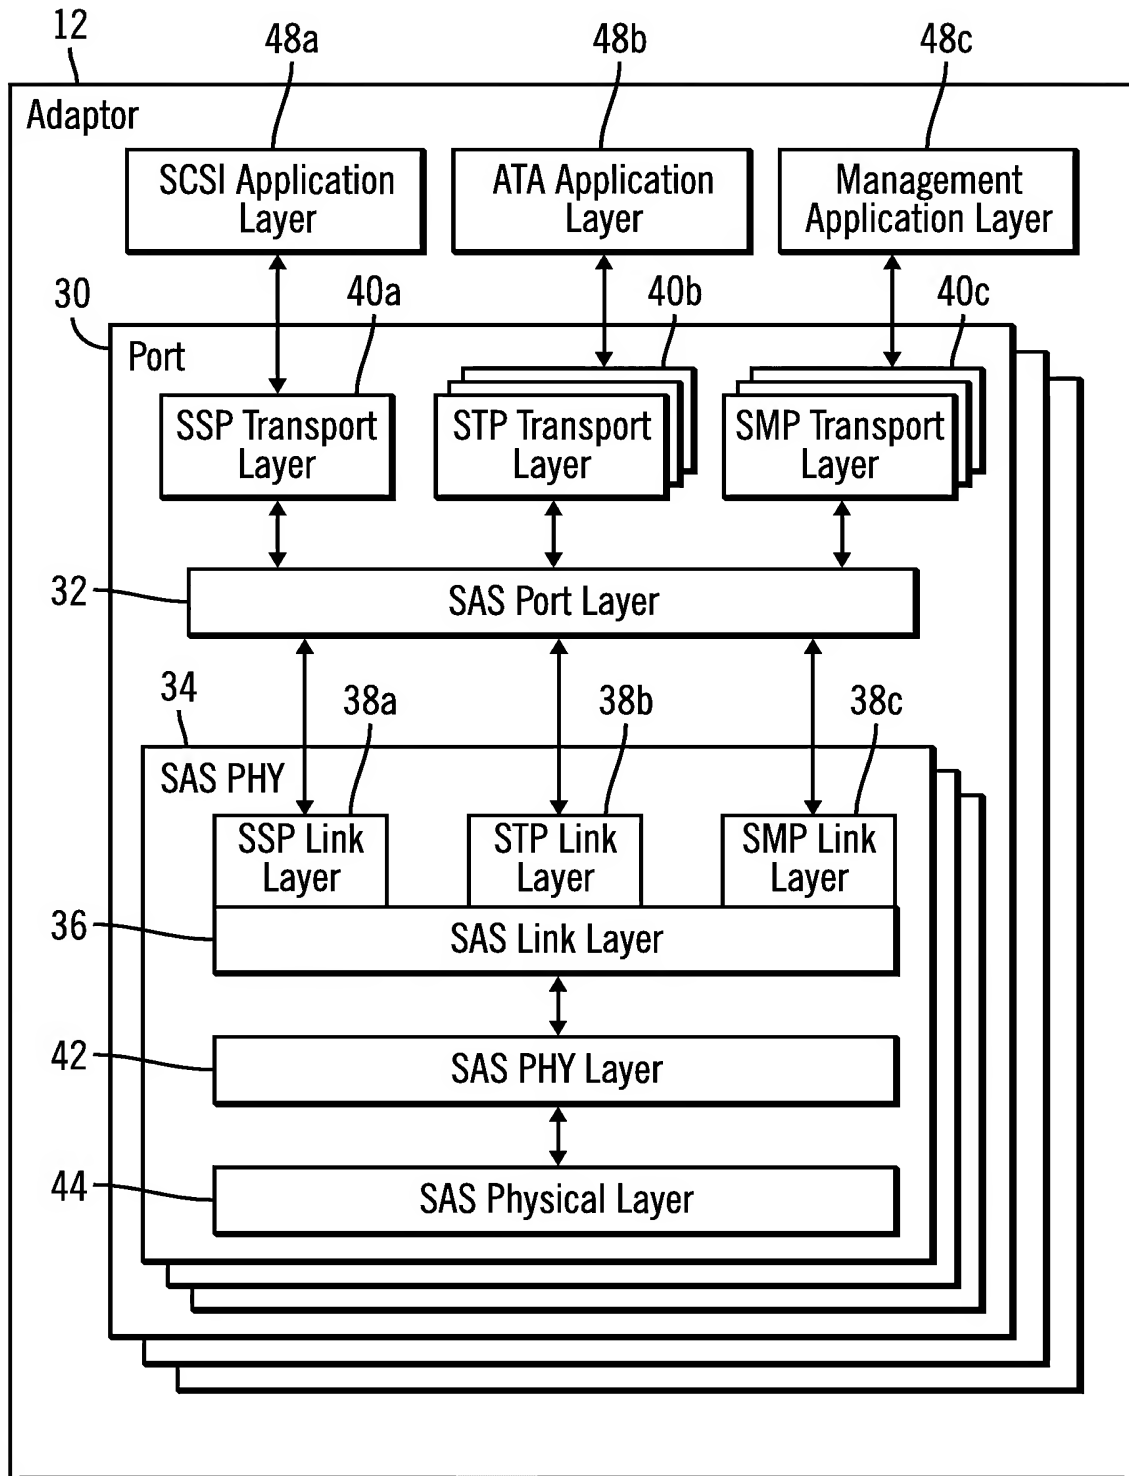 12
48a
48b
48c
Adaptor
SCSI Application
Layer
ATA Application
Layer
Management
Application Layer
30
40a
40b
40c
Port
SSP Transport
Layer
STP Transport
Layer
SMP Transport
Layer
32
SAS Port Layer
34
38a
38b
38c
SAS PHY
SSP Link
Layer
STP Link
Layer
SMP Link
Layer
36
SAS Link Layer
42
SAS PHY Layer
44
SAS Physical Layer